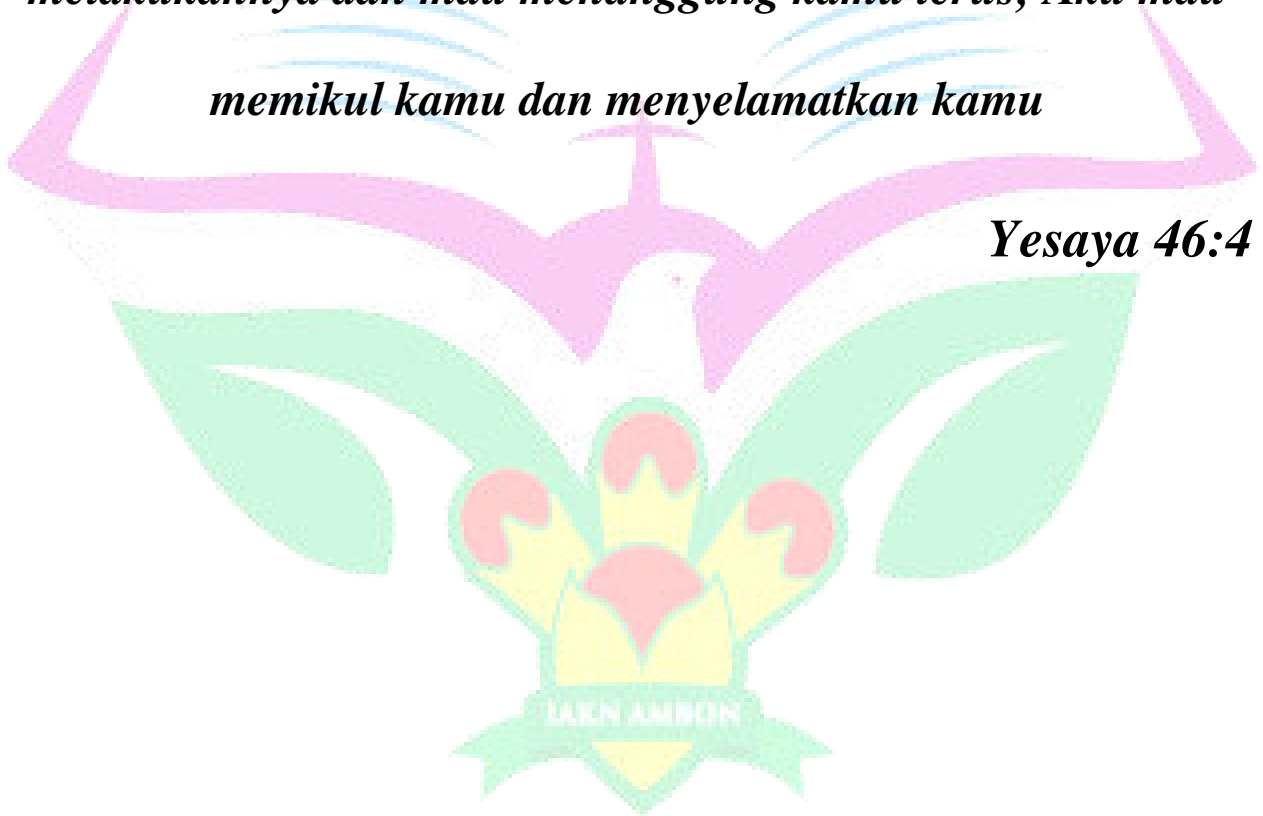 melakukannya dan mau menanggung kamu terus; Aku mau
memikul kamu dan menyelamatkan kamu
Yesaya 46:4
IAKN AMBON